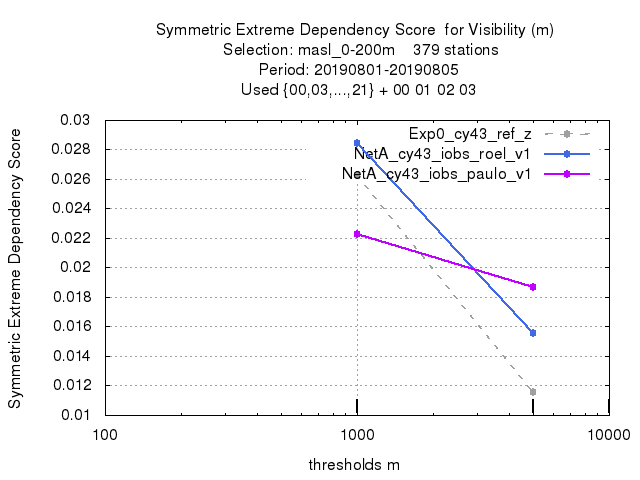 Symmetric Extreme Dependency Score  for Visibility (m)
Selection: masl_0-200m    379 stations
Period: 20190801-20190805
Used {00,03,...,21} + 00 01 02 03
Exp0_cy43_ref_z
NetA_cy43_iobs_roel_v1
NetA_cy43_iobs_paulo_v1
Symmetric Extreme Dependency Score
0.03
0.028
0.026
0.024
0.022
0.02
0.018
0.016
0.014
0.012
0.01
100
1000
10000
thresholds m